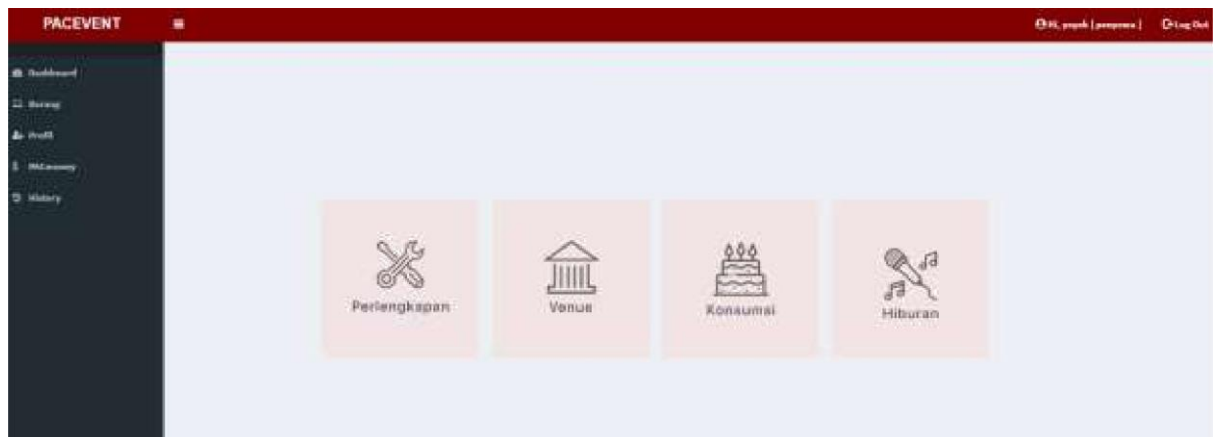 PACEVENT
Log Out
Dashboard
Barang
Profil
History
Perlengkapan
Venue
Konsumsi
Hiburan